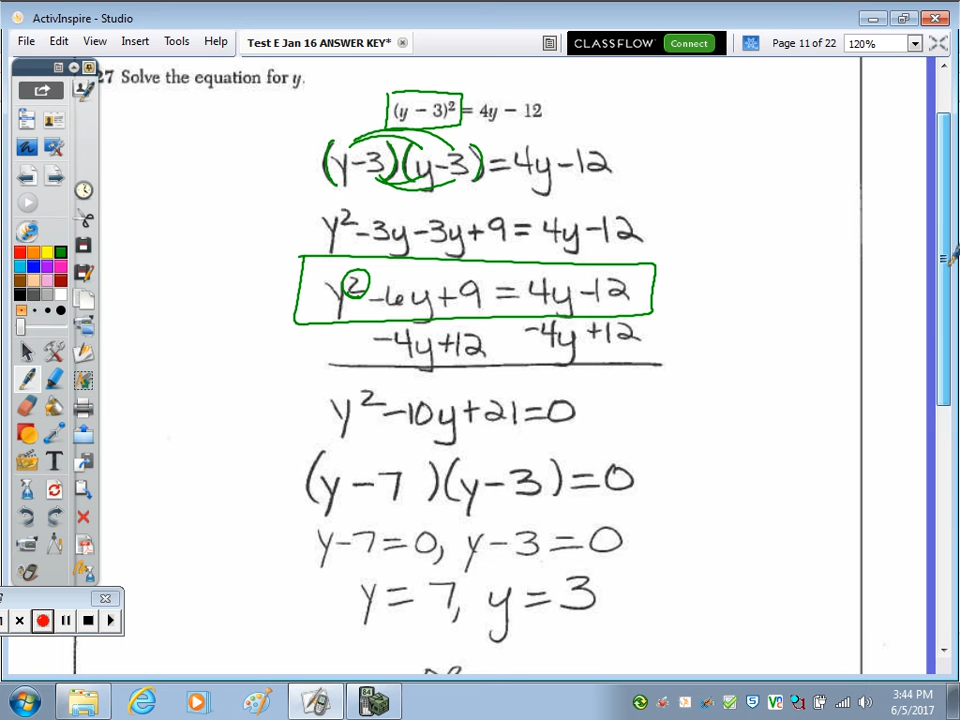 ActivInspire - Studio
File Edit View Insert Tools Help Test E Jan 16 ANSWER KEY* CLASSFLOW Connect Page 11 of 22 120%
27 Solve the equation for y.
(y − 3)² = 4y − 12
(y-3)(y-3)=4y-12
y²-3y-3y+9=4y-12
y²-6y+9=4y-12
-4y+12 -4y+12
y²-10y+21=0
(y-7)(y-3)=0
y-7=0, y-3=0
y=7, y=3
3:44 PM
6/5/2017